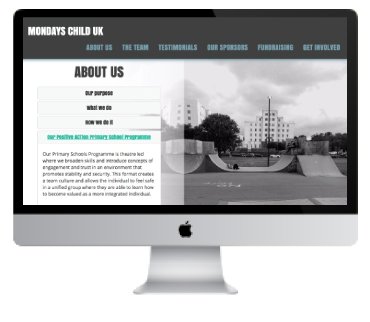 MONDAYS CHILD UK
ABOUT US THE TEAM TESTIMONIALS OUR SPONSORS FUNDRAISING GET INVOLVED
ABOUT US
Our purpose
What we do
How we do it
Our Positive Action Primary School Programme
Our Primary Schools Programme is theatre led
where we broaden skills and introduce concepts of
engagement and trust in an environment that
promotes stability and security. This format creates
a team culture and allows the individual to feel safe
in a unified group where they are able to learn how
to become valued as a more integrated individual.